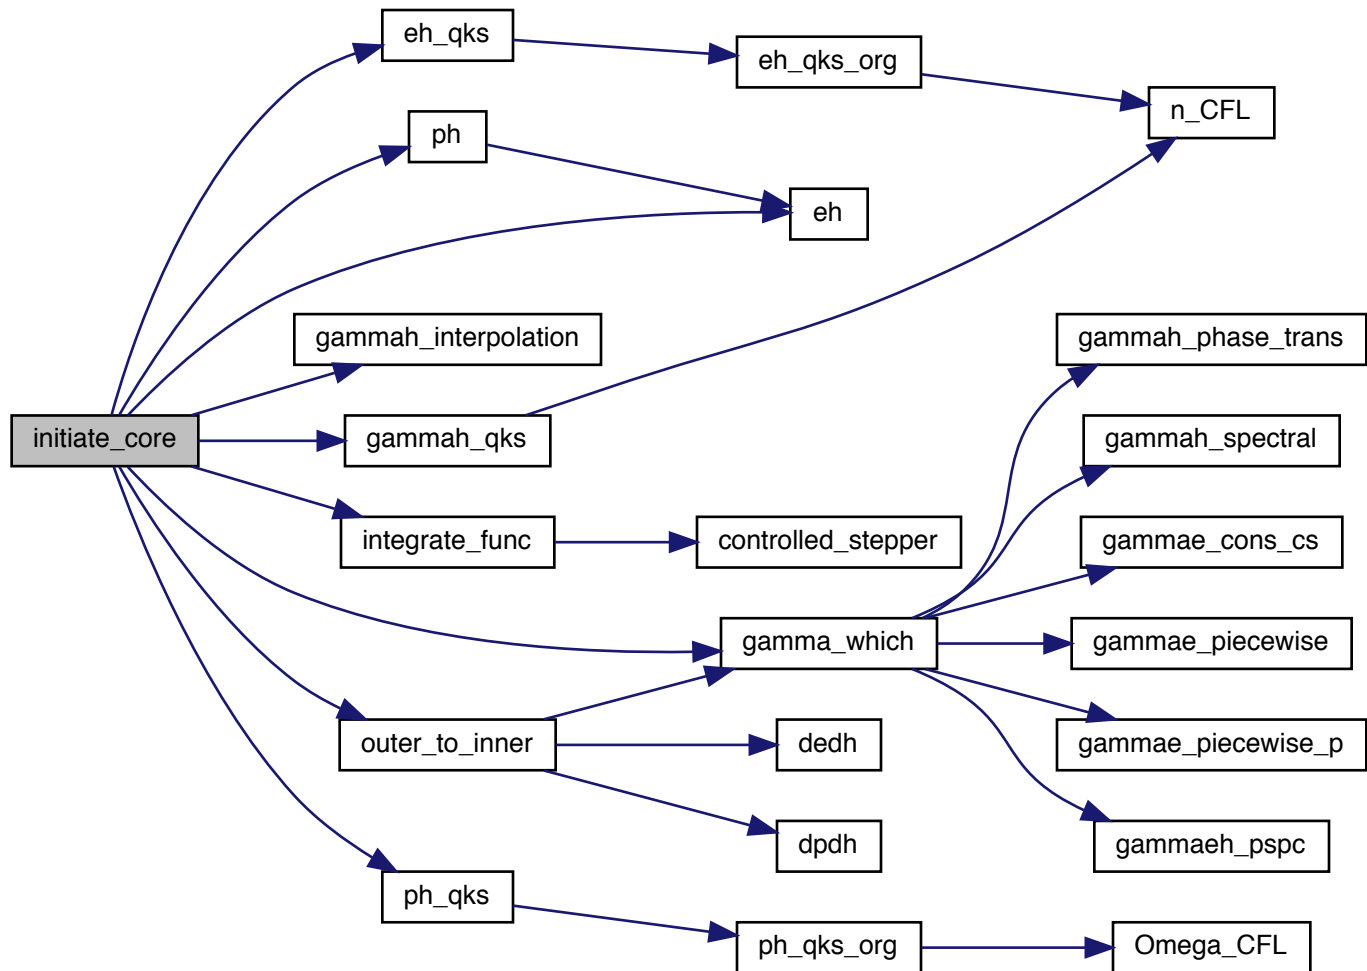 eh_qks
eh_qks_org
n_CFL
ph
eh
gammah_interpolation
gammah_phase_trans
initiate_core
gammah_qks
gammah_spectral
integrate_func
controlled_stepper
gammae_cons_cs
gamma_which
gammae_piecewise
outer_to_inner
dedh
gammae_piecewise_p
dpdh
gammaeh_pspc
ph_qks
ph_qks_org
Omega_CFL